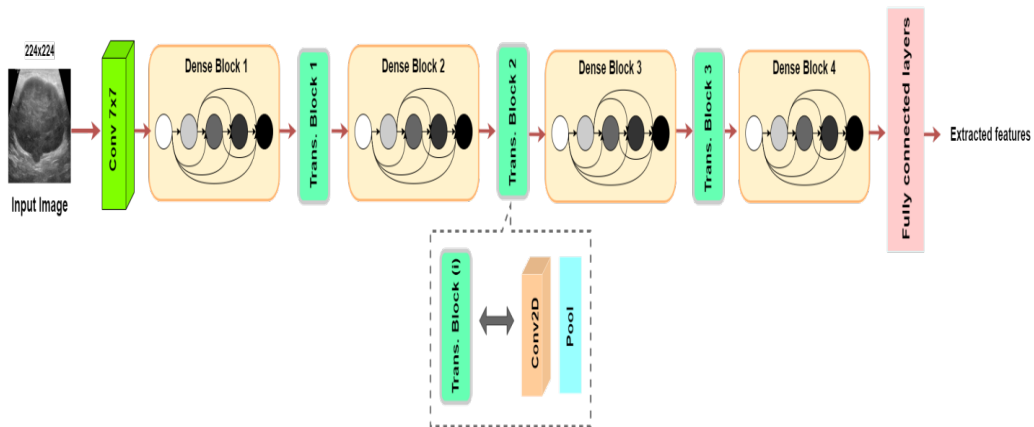 224x224
Input Image
Conv 7x7
Dense Block 1
Trans. Block 1
Dense Block 2
Trans. Block 2
Dense Block 3
Trans. Block 3
Dense Block 4
Fully connected layers
Extracted features
Trans. Block (i)
Conv2D
Pool